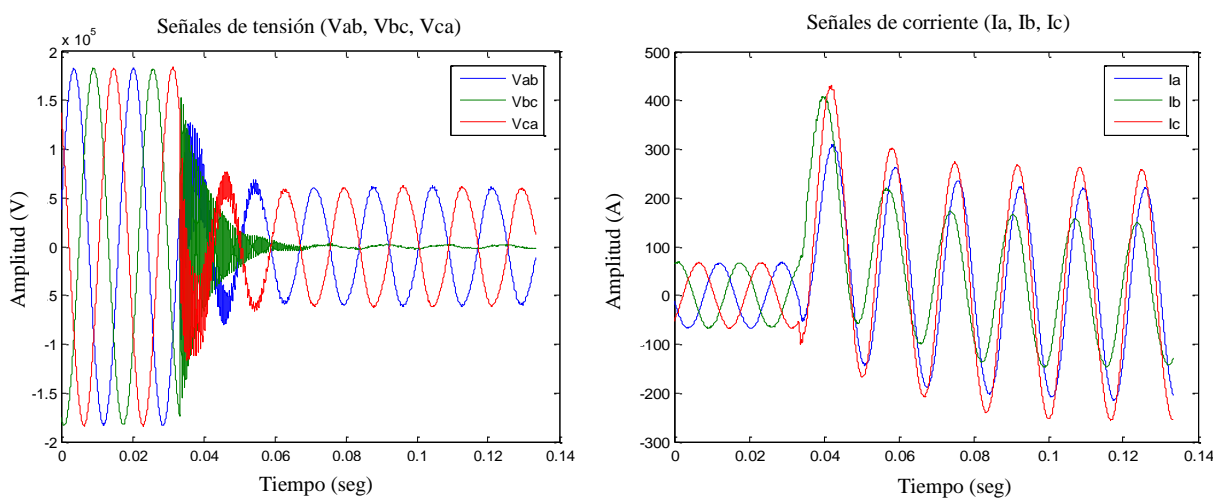 Señales de tensión (Vab, Vbc, Vca)
x 10⁵
2
1.5
1
5
0
5
-1
-1.5
-2
Amplitud (V)
Vab
Vbc
Vca
0
0.02
0.04
0.06
0.08
0.1
0.12
0.14
Tiempo (seg)
Señales de corriente (Ia, Ib, Ic)
500
400
300
200
100
0
-100
-200
-300
Amplitud (A)
Ia
Ib
Ic
0
0.02
0.04
0.06
0.08
0.1
0.12
0.14
Tiempo (seg)